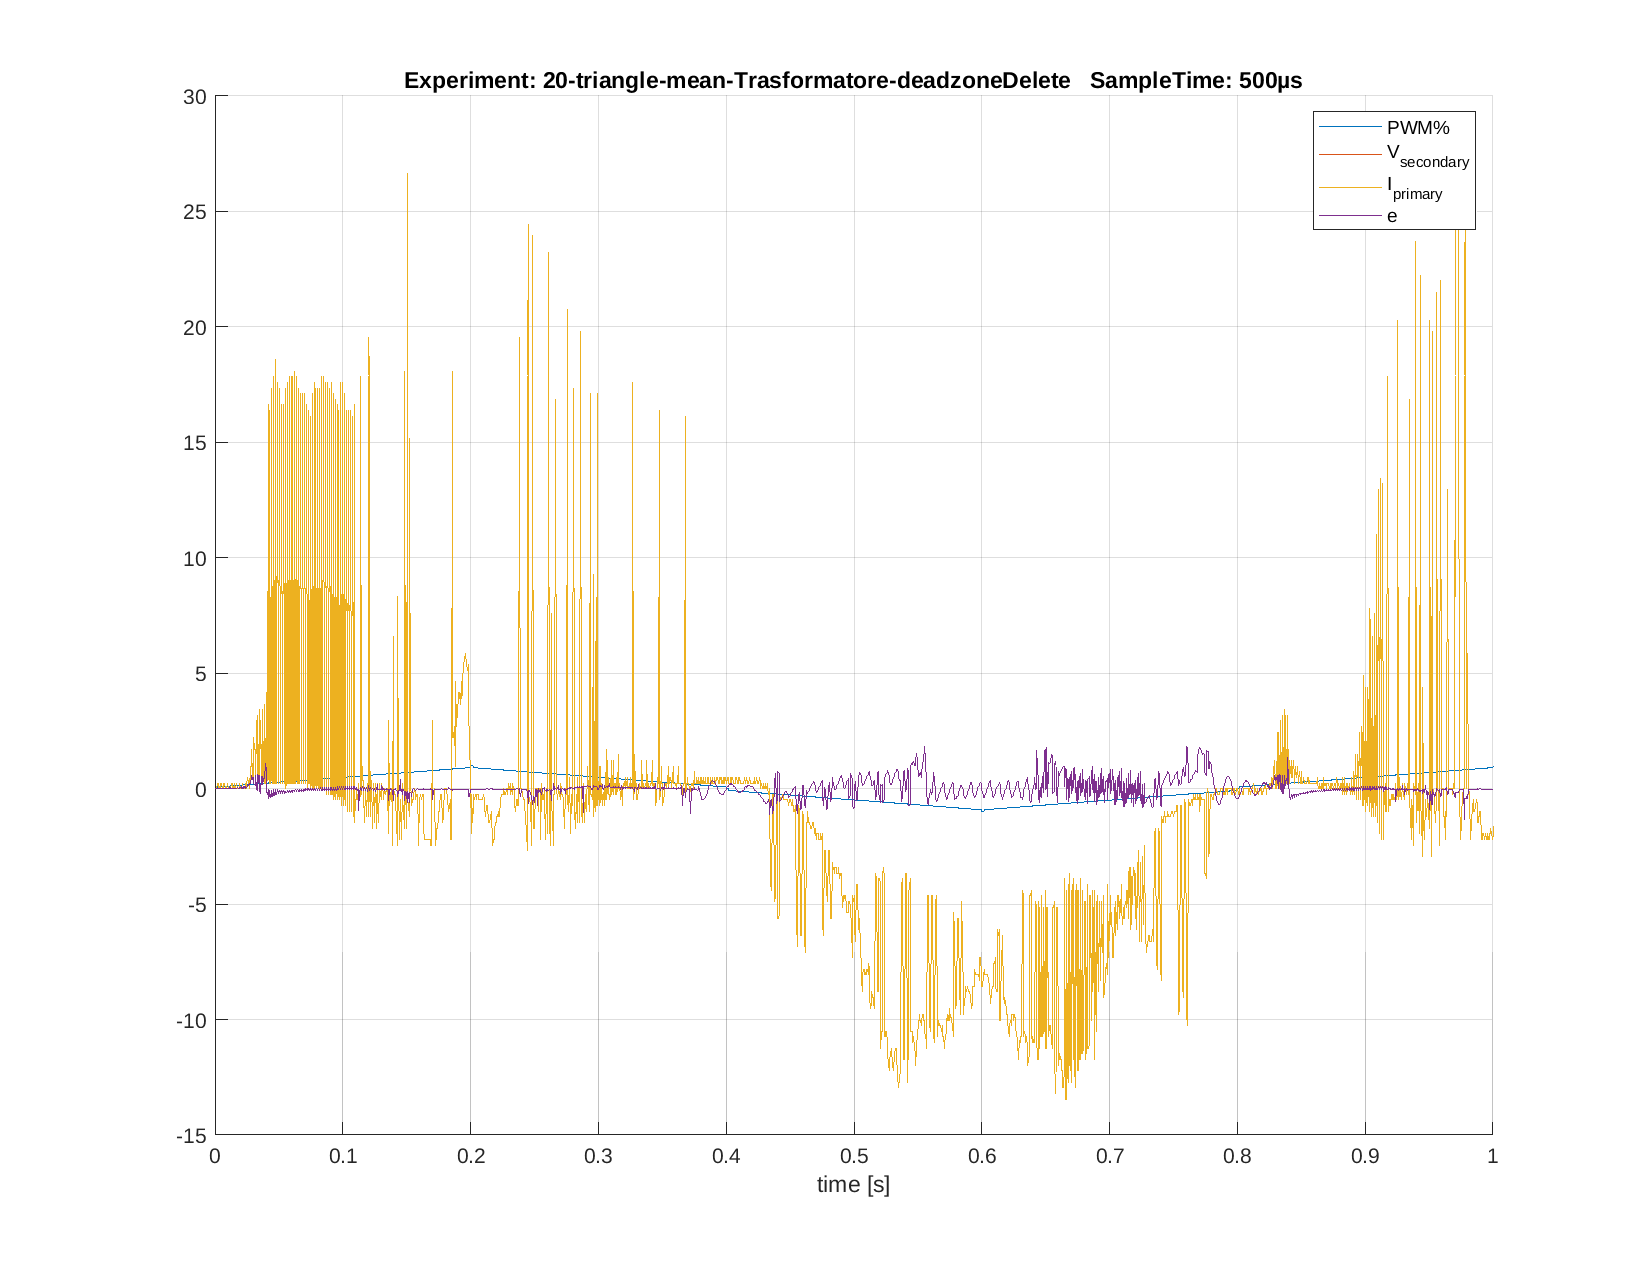 Experiment: 20-triangle-mean-Trasformatore-deadzoneDelete   SampleTime: 500µs
30
25
20
15
10
5
0
-5
-10
-15
PWM%
Vsecondary
Iprimary
e
0 0.1 0.2 0.3 0.4 0.5 0.6 0.7 0.8 0.9 1
time [s]